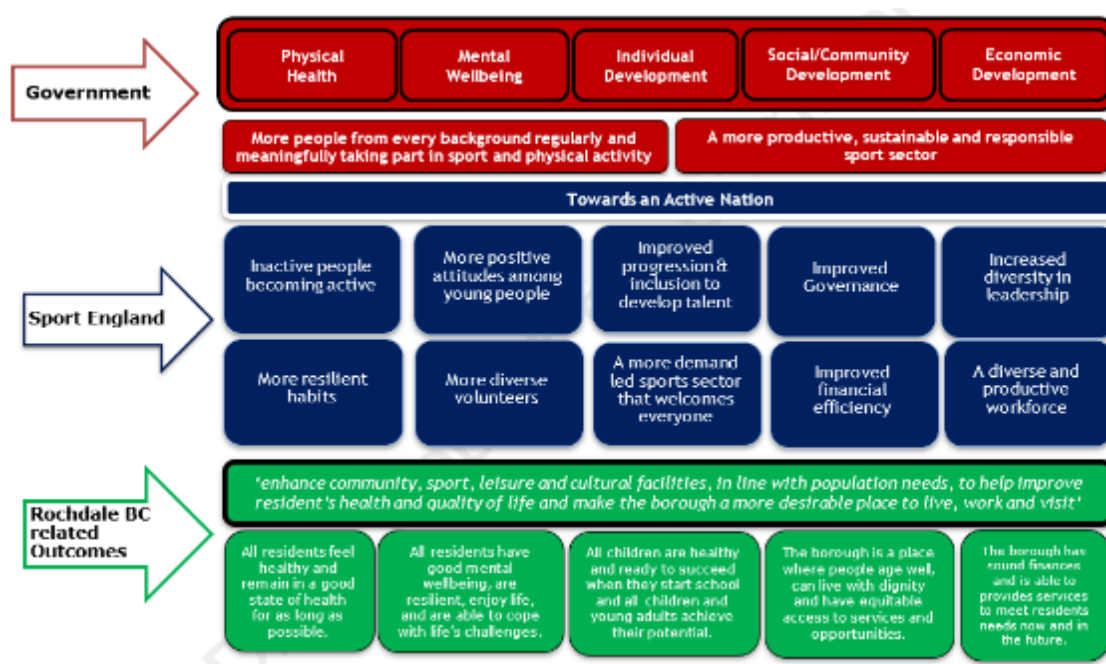 Government
Physical
Health
Mental
Wellbeing
Individual
Development
Social/Community
Development
Economic
Development
More people from every background regularly and
meaningfully taking part in sport and physical activity
A more productive, sustainable and responsible
sport sector
Towards an Active Nation
Sport England
Inactive people
becoming active
More positive
attitudes among
young people
Improved
progression &
inclusion to
develop talent
Improved
Governance
Increased
diversity in
leadership
More resilient
habits
More diverse
volunteers
A more demand
led sports sector
that welcomes
everyone
Improved
financial
efficiency
A diverse and
productive
workforce
Rochdale BC
related
Outcomes
'enhance community, sport, leisure and cultural facilities, in line with population needs, to help improve
resident's health and quality of life and make the borough a more desirable place to live, work and visit'
All residents feel
healthy and
remain in a good
state of health
for as long as
possible.
All residents have
good mental
wellbeing, are
resilient, enjoy life,
and are able to cope
with life's challenges.
All children are healthy
and ready to succeed
when they start school
and all children and
young adults achieve
their potential.
The borough is a place
where people age well,
can live with dignity
and have equitable
access to services and
opportunities.
The borough has
sound finances
and is able to
provides services
to meet residents
needs now and in
the future.